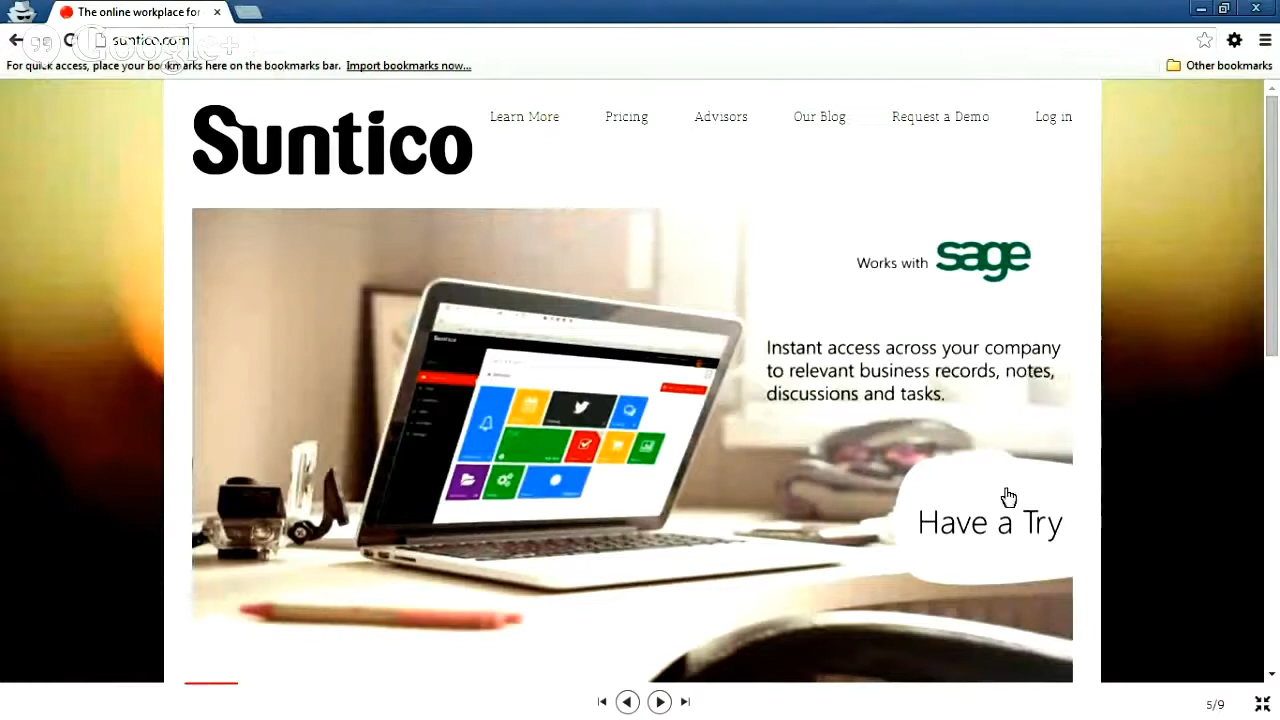 The online workplace for
suntico.com
Google+
For quick access, place your bookmarks here on the bookmarks bar. Import bookmarks now...
Other bookmarks
Suntico
Learn More
Pricing
Advisors
Our Blog
Request a Demo
Log in
Works with sage
Instant access across your company
to relevant business records, notes,
discussions and tasks.
Suntico
Have a Try
5/9